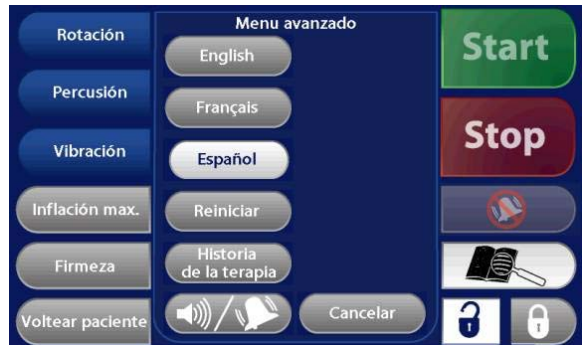 Menu avanzado
Rotación
Percusión
Vibración
Inflación max.
Firmeza
Voltear paciente
English
Français
Español
Reiniciar
Historia
de la terapia
Cancelar
Start
Stop